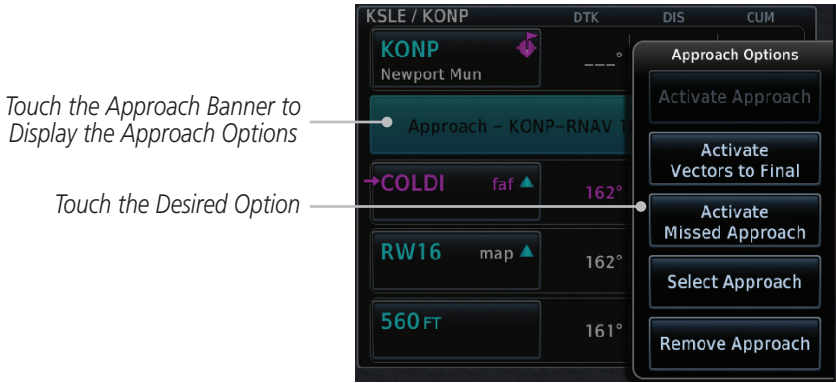 KSLE / KONP DTK DIS CUM
KONP
Newport Mun
___°
Approach – KONP–RNAV 1
COLDI faf 162°
RW16 map 162°
560 FT 161°
Approach Options
Activate Approach
Activate
Vectors to Final
Activate
Missed Approach
Select Approach
Remove Approach
Touch the Approach Banner to
Display the Approach Options
Touch the Desired Option